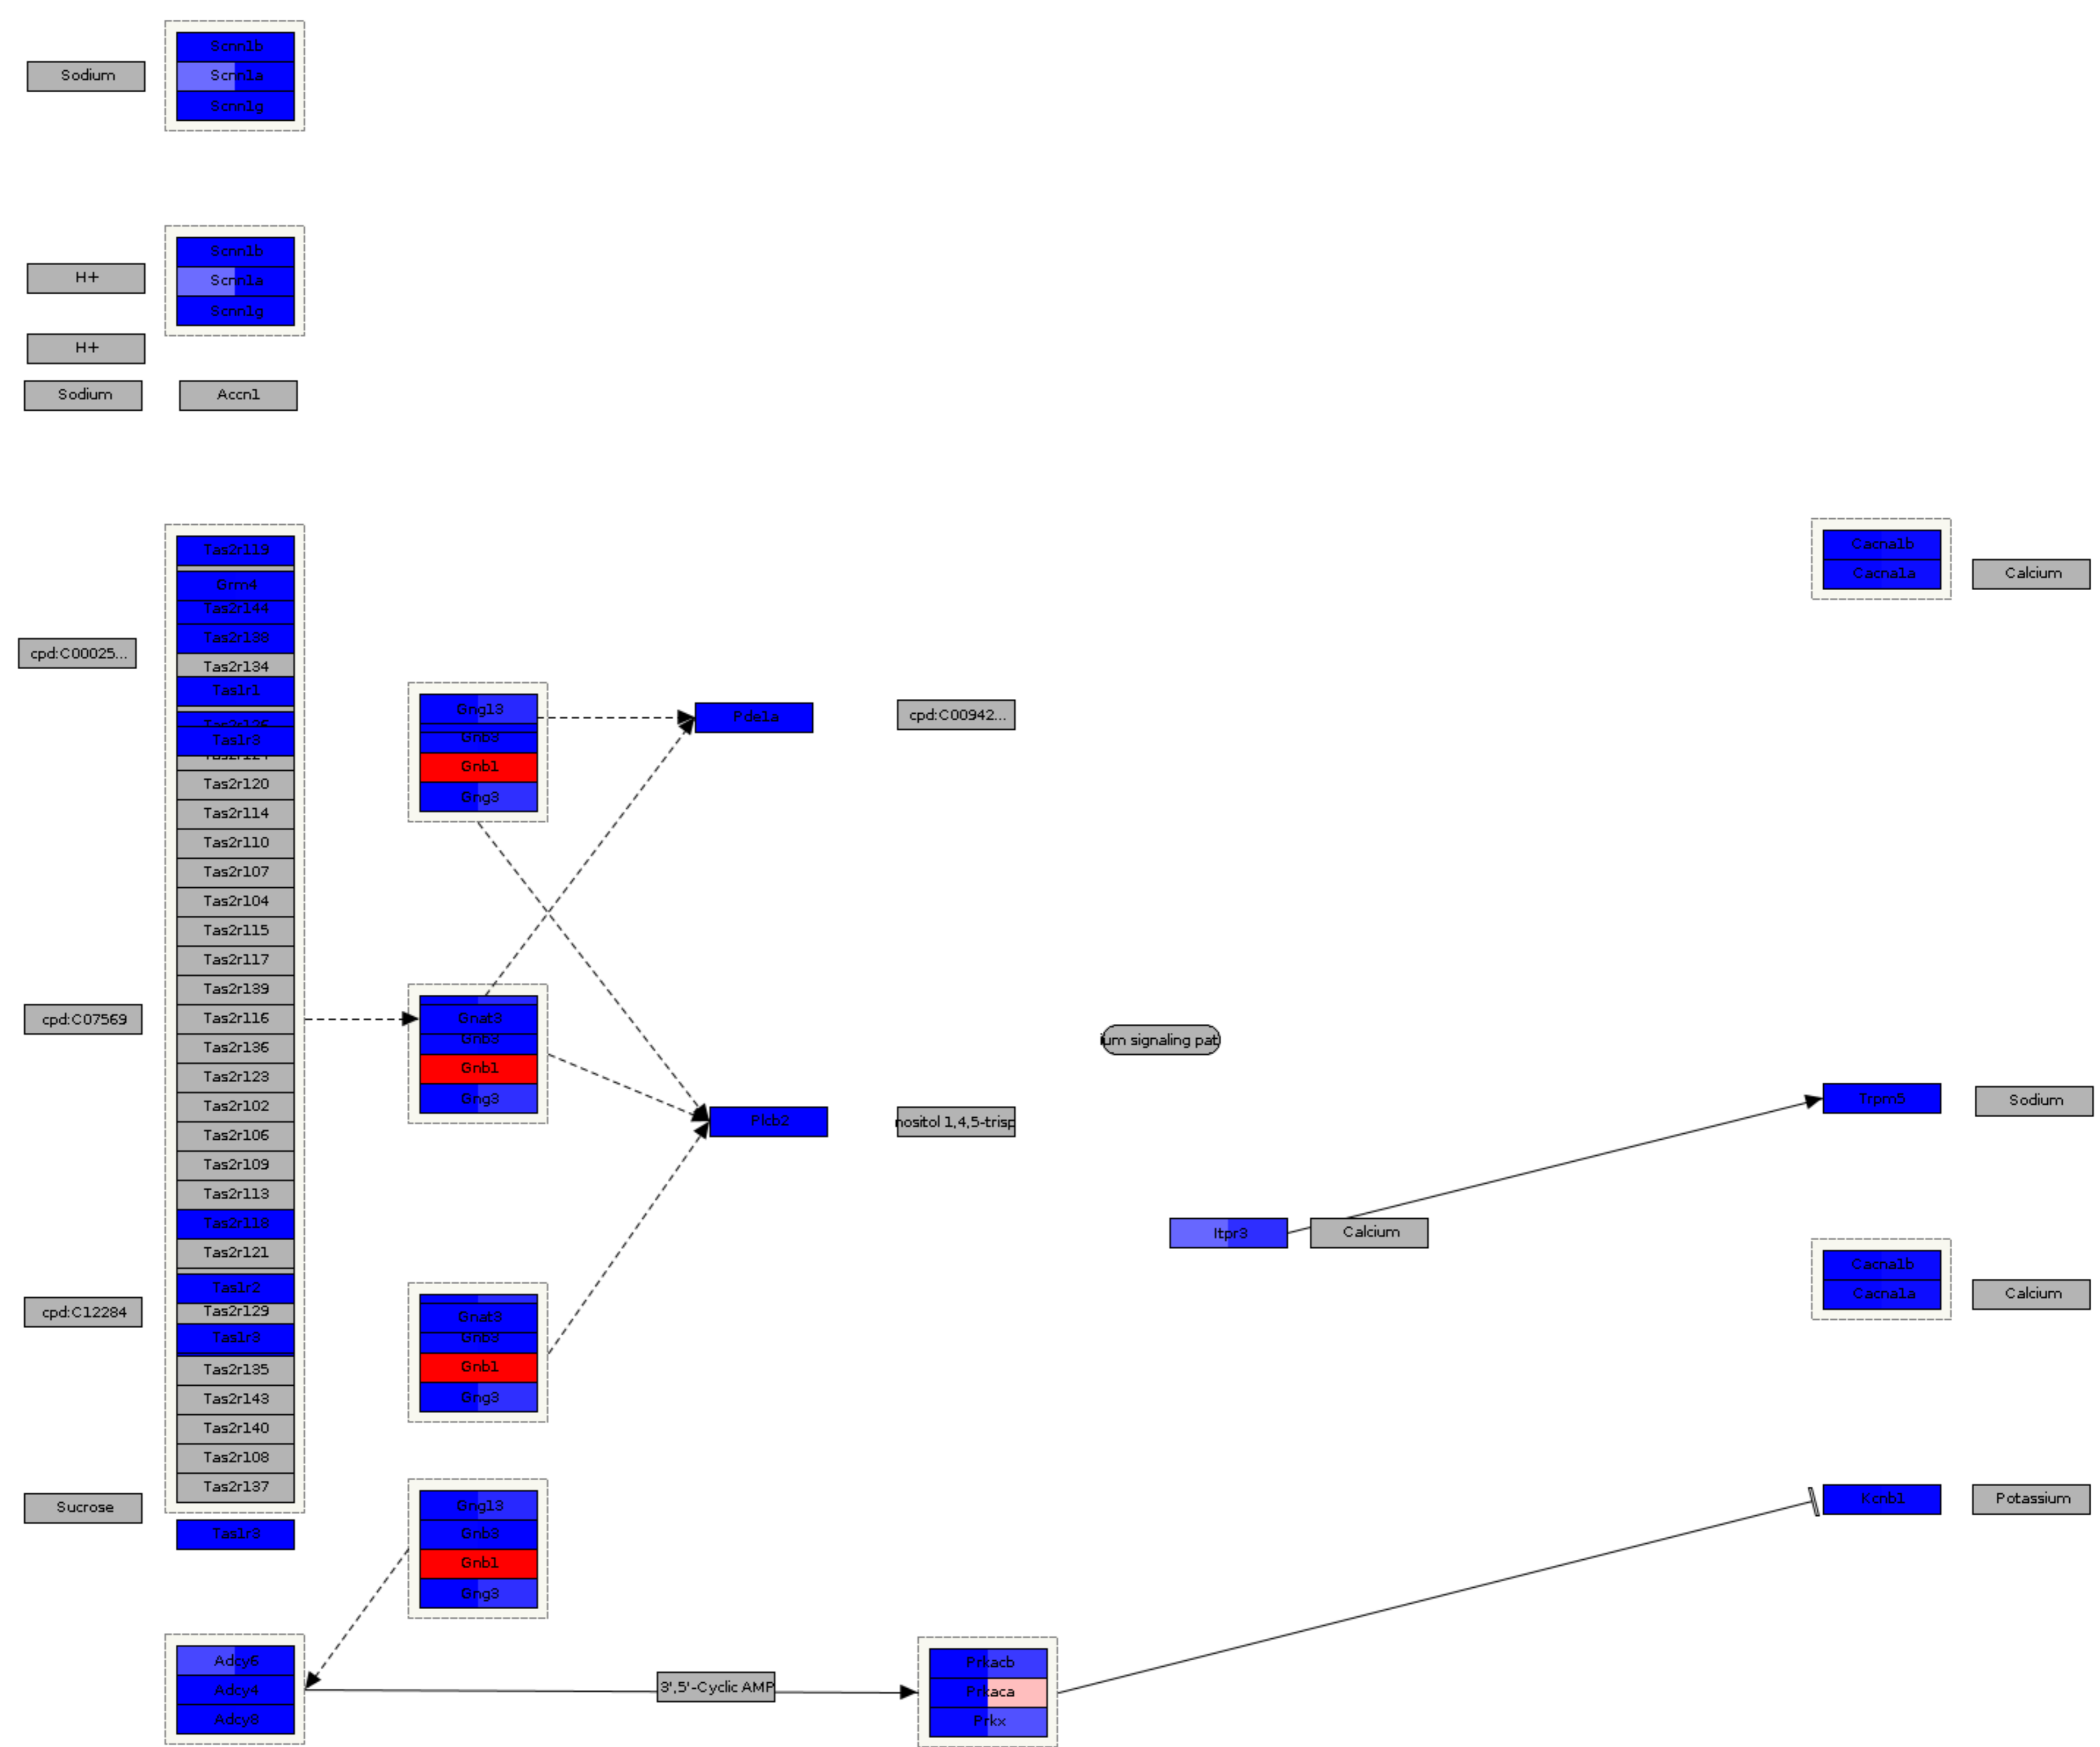 Scnn1b
Sodium
Scnn1a
Scnn1g
Scnn1b
H+
Scnn1a
Scnn1g
H+
Sodium
Accn1
Tas2r119
Grm4
Tas2r144
Tas2r138
cpd:C00025...
Tas2r134
Tas1r1
Tas1r3
Tas2r120
Tas2r114
Tas2r110
Tas2r107
Tas2r104
Tas2r115
Tas2r117
Tas2r139
cpd:C07569
Tas2r116
Tas2r136
Tas2r123
Tas2r102
Tas2r106
Tas2r109
Tas2r113
Tas2r118
Tas2r121
Tas1r2
cpd:C12284
Tas2r129
Tas1r3
Tas2r135
Tas2r143
Tas2r140
Tas2r108
Tas2r137
Sucrose
Tas1r3
Adcy6
Adcy4
Adcy8
Gng13
Gnb3
Gnb1
Gng3
Gnat3
Gnb3
Gnb1
Gng3
Gnat3
Gnb3
Gnb1
Gng3
Gng13
Gnb3
Gnb1
Gng3
Pde1a
cpd:C00942...
Plcb2
nositol 1,4,5-trisp
ium signaling pat
Itpr3
Calcium
3',5'-Cyclic AMP
Prkacb
Prkaca
Prkx
Cacna1b
Cacna1a
Calcium
Trpm5
Sodium
Cacna1b
Cacna1a
Calcium
Kcnb1
Potassium